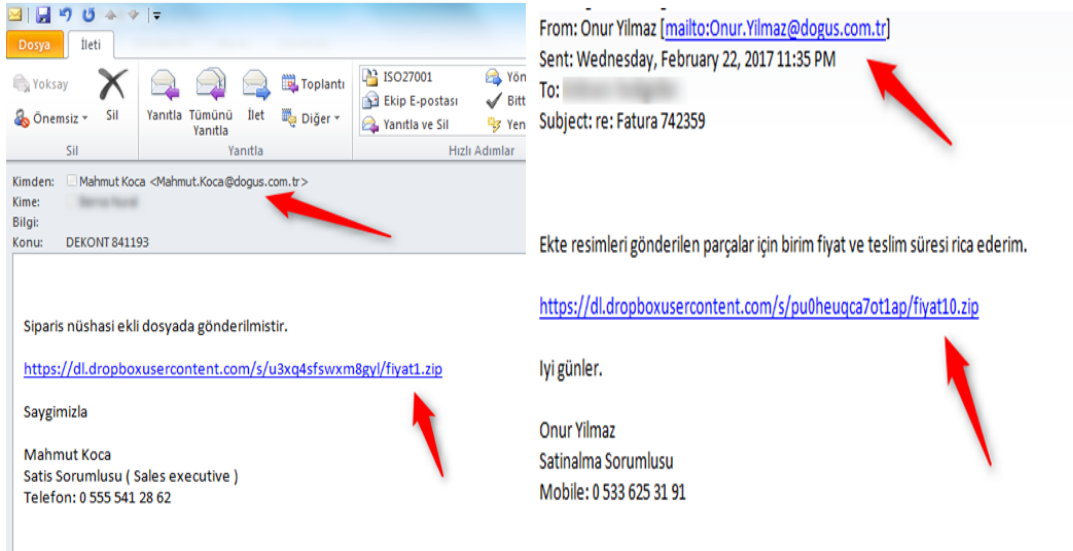 Dosya İleti
Yoksay
Önemsiz
Sil
Sil
Yanıtla
Tümünü
Yanıtla
İlet
Toplantı
Diğer
Yanıtla
ISO27001
Ekip E-postası
Yanıtla ve Sil
Yön
Bitt
Yen
Hızlı Adımlar
Kimden: Mahmut Koca <Mahmut.Koca@dogus.com.tr>
Kime:
Bilgi:
Konu: DEKONT 841193
Siparis nüshasi ekli dosyada gönderilmistir.
https://dl.dropboxusercontent.com/s/u3xq4sfswxm8gyl/fiyat1.zip
Saygimizla
Mahmut Koca
Satis Sorumlusu ( Sales executive )
Telefon: 0 555 541 28 62
From: Onur Yilmaz [mailto:Onur.Yilmaz@dogus.com.tr]
Sent: Wednesday, February 22, 2017 11:35 PM
To:
Subject: re: Fatura 742359
Ekte resimleri gönderilen parçalar için birim fiyat ve teslim süresi rica ederim.
https://dl.dropboxusercontent.com/s/pu0heuqca7ot1ap/fiyat10.zip
Iyi günler.
Onur Yilmaz
Satinalma Sorumlusu
Mobile: 0 533 625 31 91